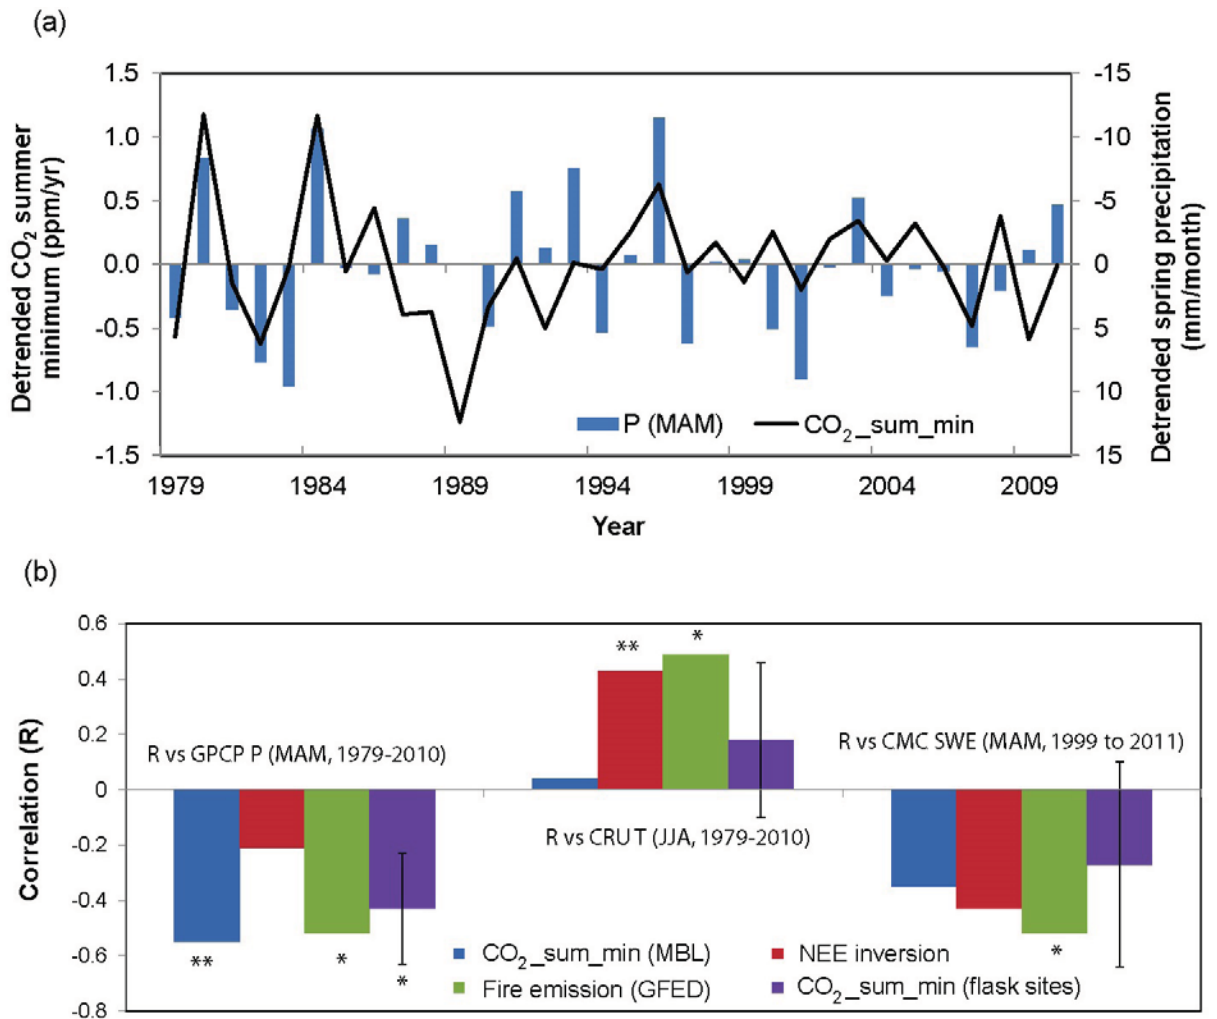 (a)
Detrended CO₂ summer
minimum (ppm/yr)
1.5
1.0
0.5
0.0
-0.5
-1.0
-1.5
-15
-10
-5
0
5
10
15
Detrended spring precipitation
(mm/month)
P (MAM)
CO₂_sum_min
1979
1984
1989
1994
1999
2004
2009
Year
(b)
Correlation (R)
0.6
0.4
0.2
0
-0.2
-0.4
-0.6
-0.8
** *
R vs GPCP P (MAM, 1979-2010)
R vs CMC SWE (MAM, 1999 to 2011)
R vs CRU T (JJA, 1979-2010)
** * * *
CO₂_sum_min (MBL)
NEE inversion
Fire emission (GFED)
CO₂_sum_min (flask sites)